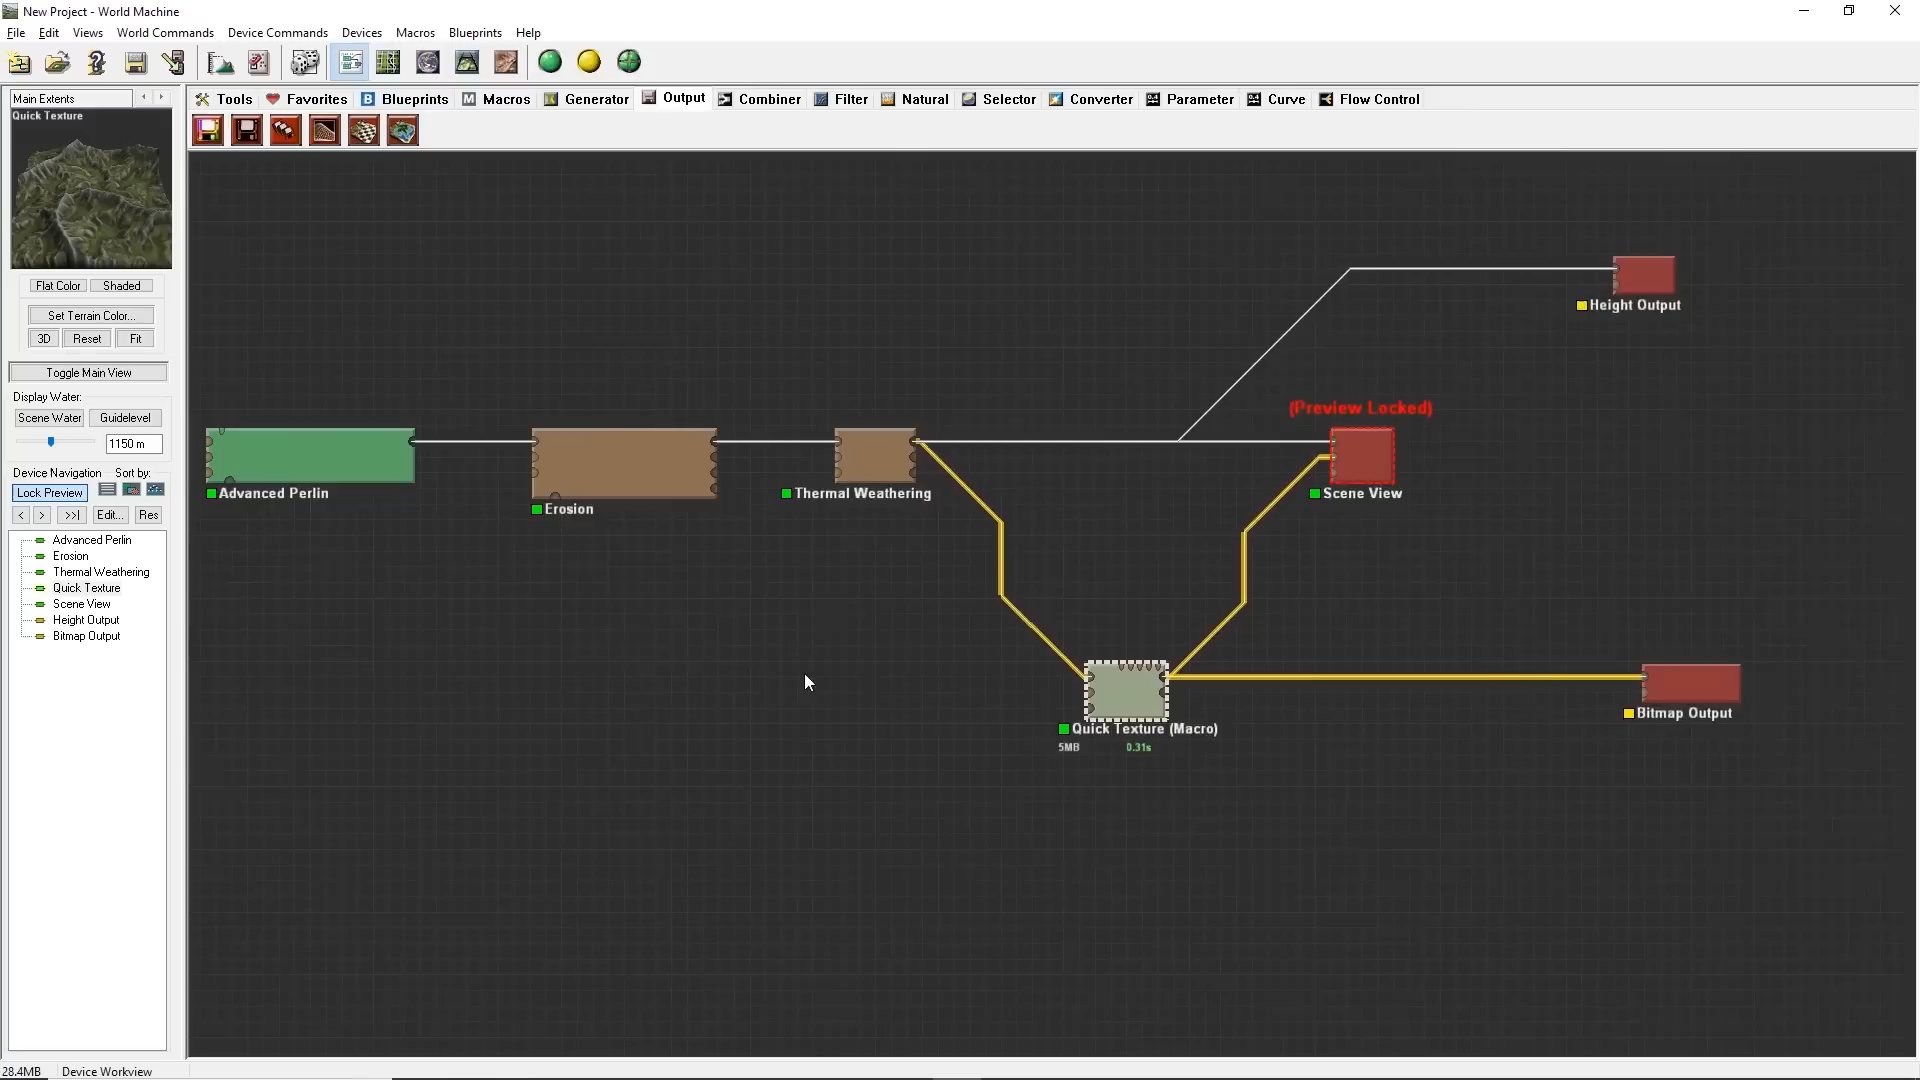 New Project - World Machine
File Edit Views World Commands Device Commands Devices Macros Blueprints Help
Main Extents
Tools Favorites Blueprints Macros Generator Output Combiner Filter Natural Selector Converter Parameter Curve Flow Control
Quick Texture
Flat Color Shaded
Set Terrain Color...
3D Reset Fit
Toggle Main View
Display Water:
Scene Water Guidelevel
1150 m
Device Navigation Sort by:
Lock Preview
< > >>| Edit... Res
Advanced Perlin
Erosion
Thermal Weathering
Quick Texture
Scene View
Height Output
Bitmap Output
Height Output
(Preview Locked)
Advanced Perlin
Erosion
Thermal Weathering
Scene View
Quick Texture (Macro)
5MB 0.31s
Bitmap Output
28.4MB Device Workview